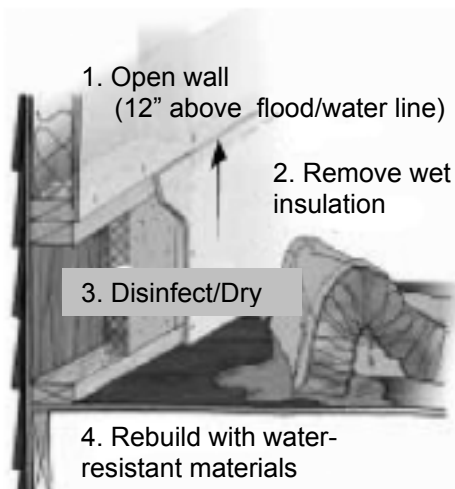 1. Open wall
(12” above flood/water line)
2. Remove wet
insulation
3. Disinfect/Dry
4. Rebuild with water-
resistant materials